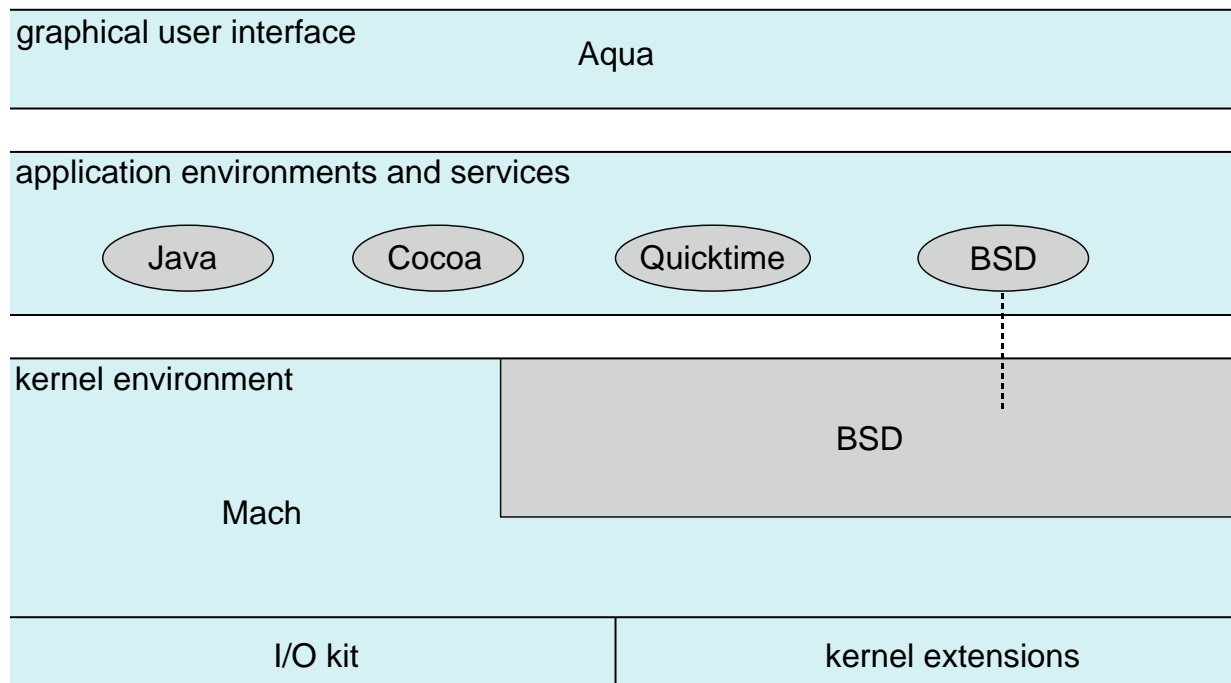 graphical user interface
Aqua
application environments and services
Java
Cocoa
Quicktime
BSD
kernel environment
BSD
Mach
I/O kit
kernel extensions